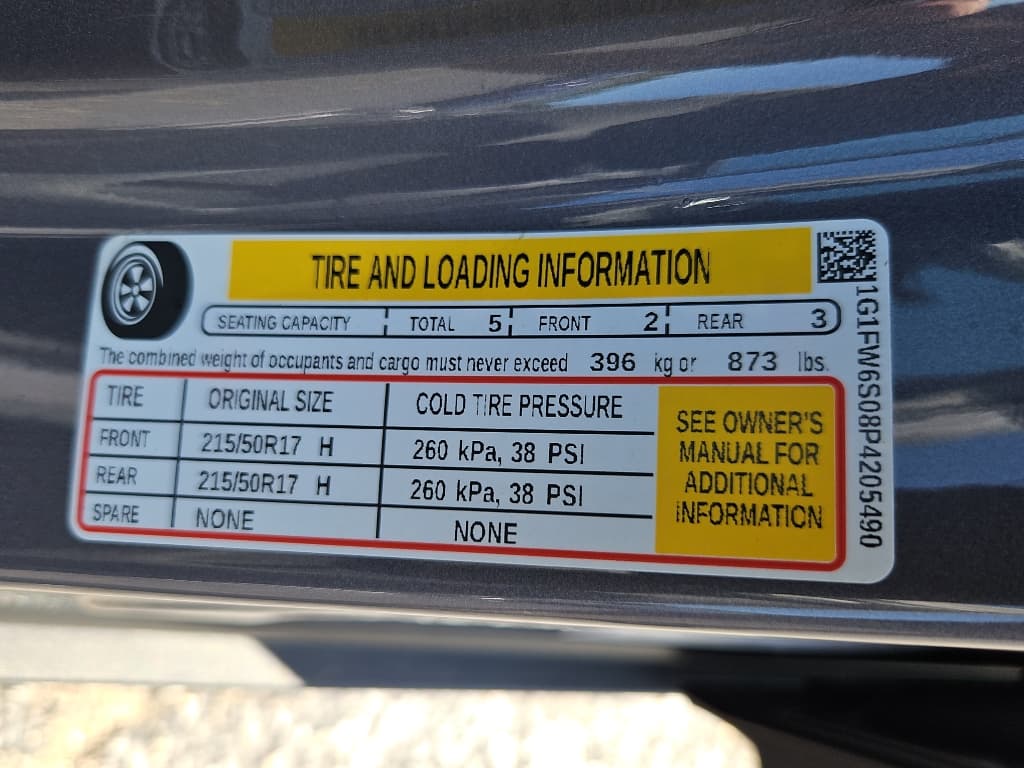 TIRE AND LOADING INFORMATION
SEATING CAPACITY TOTAL 5 FRONT 2 REAR 3
The combined weight of occupants and cargo must never exceed 396 kg or 873 lbs.
TIRE ORIGINAL SIZE COLD TIRE PRESSURE
FRONT 215/50R17 H 260 kPa, 38 PSI
REAR 215/50R17 H 260 kPa, 38 PSI
SPARE NONE NONE
SEE OWNER'S
MANUAL FOR
ADDITIONAL
INFORMATION
1G1FW6S08P4205490